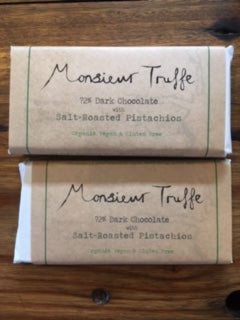 Monsieur Truffe
72% Dark Chocolate
with
Salt-Roasted Pistachios
Organic Vegan & Gluten Free
Monsieur Truffe
72% Dark Chocolate
with
Salt-Roasted Pistachios
Organic Vegan & Gluten Free